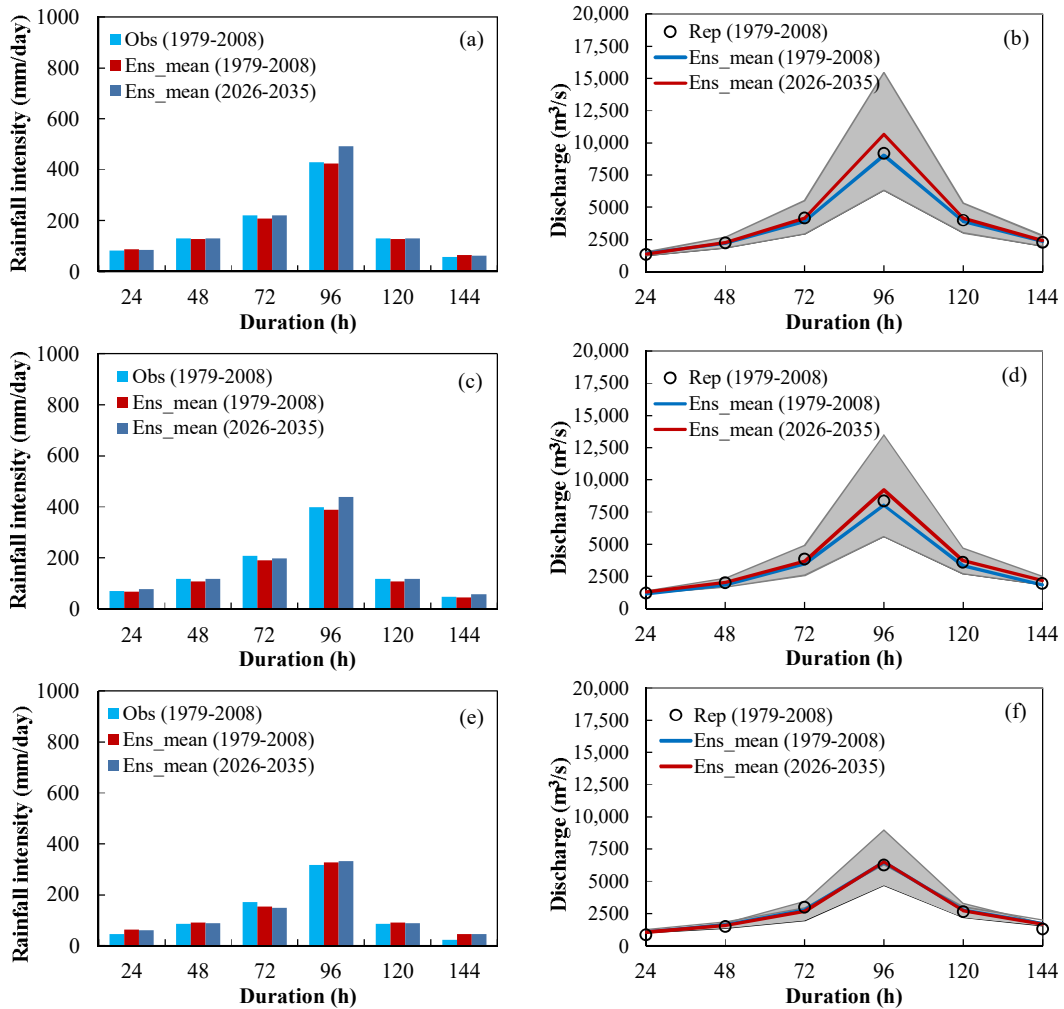 Rainfall intensity (mm/day)
1000
800
600
400
200
0
Obs (1979-2008)
Ens_mean (1979-2008)
Ens_mean (2026-2035)
(a)
24 48 72 96 120 144
Duration (h)
Discharge (m³/s)
20,000
17,500
15,000
12,500
10,000
7500
5000
2500
0
Rep (1979-2008)
Ens_mean (1979-2008)
Ens_mean (2026-2035)
(b)
24 48 72 96 120 144
Duration (h)
Rainfall intensity (mm/day)
1000
800
600
400
200
0
Obs (1979-2008)
Ens_mean (1979-2008)
Ens_mean (2026-2035)
(c)
24 48 72 96 120 144
Duration (h)
Discharge (m³/s)
20,000
17,500
15,000
12,500
10,000
7500
5000
2500
0
Rep (1979-2008)
Ens_mean (1979-2008)
Ens_mean (2026-2035)
(d)
24 48 72 96 120 144
Duration (h)
Rainfall intensity (mm/day)
1000
800
600
400
200
0
Obs (1979-2008)
Ens_mean (1979-2008)
Ens_mean (2026-2035)
(e)
24 48 72 96 120 144
Duration (h)
Discharge (m³/s)
20,000
17,500
15,000
12,500
10,000
7500
5000
2500
0
Rep (1979-2008)
Ens_mean (1979-2008)
Ens_mean (2026-2035)
(f)
24 48 72 96 120 144
Duration (h)